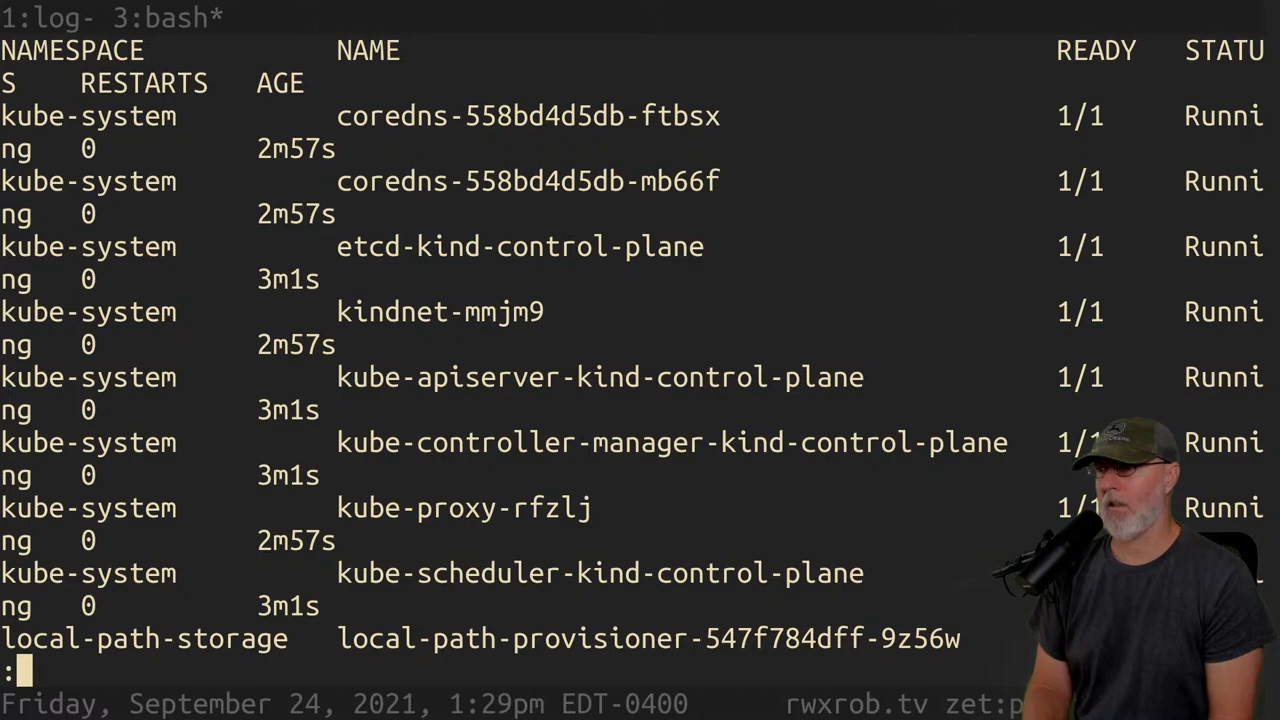 1:log- 3:bash*
NAMESPACE NAME READY STATU
S RESTARTS AGE
kube-system coredns-558bd4d5db-ftbsx 1/1 Runni
ng 0 2m57s
kube-system coredns-558bd4d5db-mb66f 1/1 Runni
ng 0 2m57s
kube-system etcd-kind-control-plane 1/1 Runni
ng 0 3m1s
kube-system kindnet-mmjm9 1/1 Runni
ng 0 2m57s
kube-system kube-apiserver-kind-control-plane 1/1 Runni
ng 0 3m1s
kube-system kube-controller-manager-kind-control-plane 1/1 Runni
ng 0 3m1s
kube-system kube-proxy-rfzlj 1/1 Runni
ng 0 2m57s
kube-system kube-scheduler-kind-control-plane
ng 0 3m1s
local-path-storage local-path-provisioner-547f784dff-9z56w
:
Friday, September 24, 2021, 1:29pm EDT-0400 rwxrob.tv zet:p